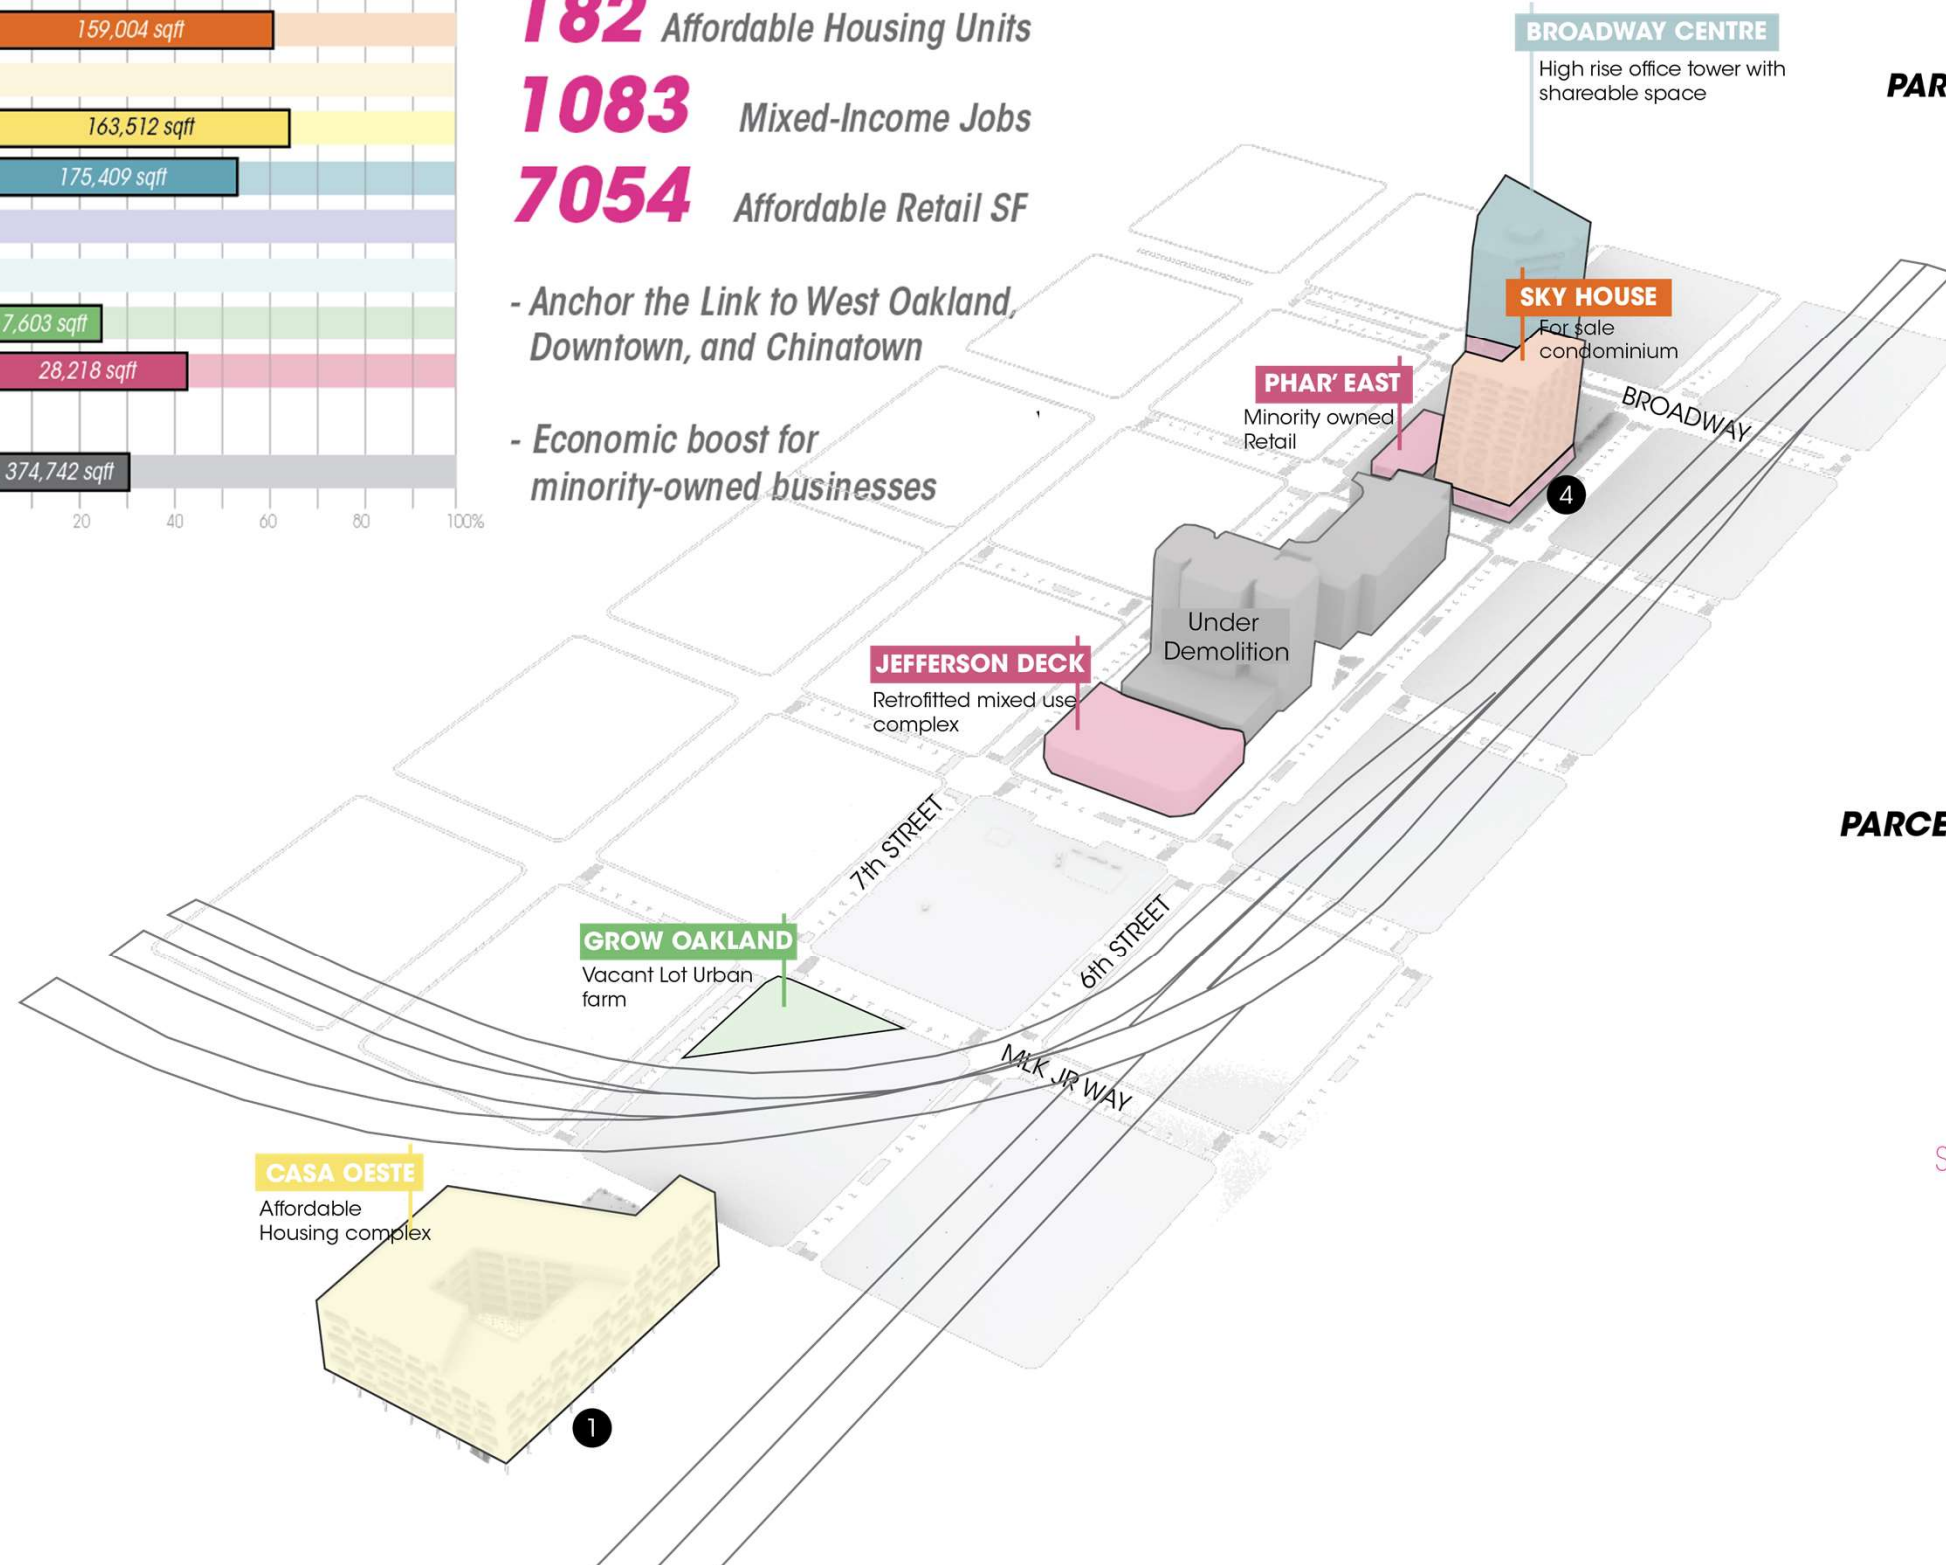 159,004 sqft
163,512 sqft
175,409 sqft
7,603 sqft
28,218 sqft
374,742 sqft
20 40 60 80 100%
182 Affordable Housing Units
1083 Mixed-Income Jobs
7054 Affordable Retail SF
- Anchor the Link to West Oakland,
Downtown, and Chinatown
- Economic boost for
minority-owned businesses
BROADWAY CENTRE
High rise office tower with
shareable space
PAR
SKY HOUSE
For sale
condominium
PHAR' EAST
Minority owned
Retail
BROADWAY
4
Under
Demolition
JEFFERSON DECK
Retrofitted mixed use
complex
7th STREET
6th STREET
PARCE
GROW OAKLAND
Vacant Lot Urban
farm
MLK JR WAY
S
CASA OESTE
Affordable
Housing complex
1